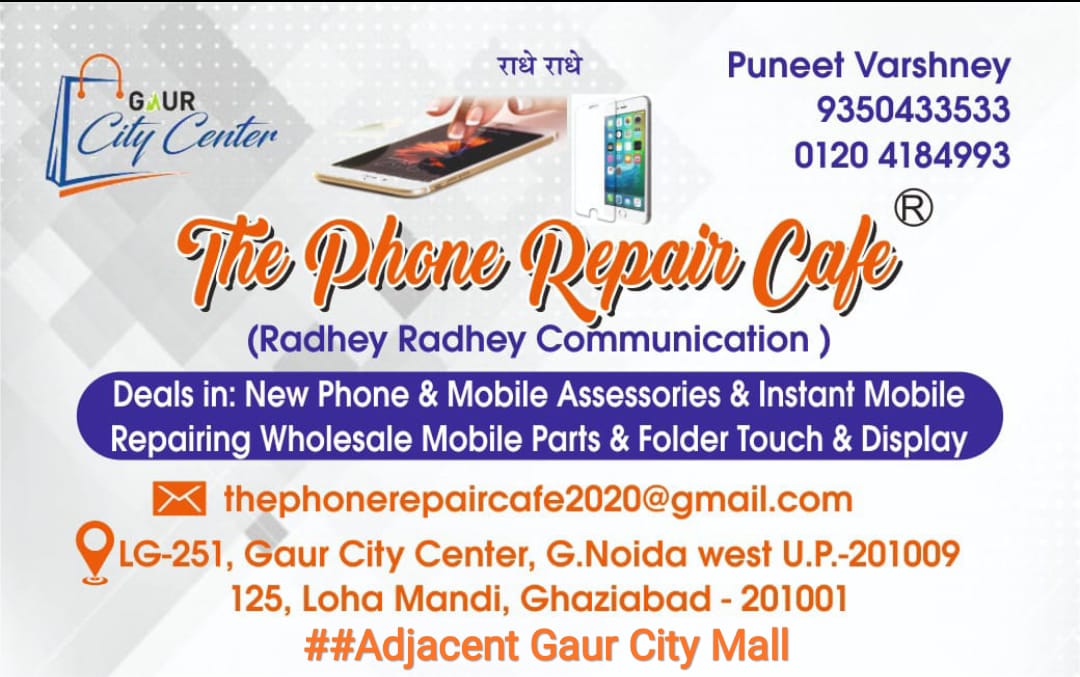 GAUR
City Center
राधे राधे
Puneet Varshney
9350433533
0120 4184993
The Phone Repair Cafe ®
(Radhey Radhey Communication )
Deals in: New Phone & Mobile Assessories & Instant Mobile
Repairing Wholesale Mobile Parts & Folder Touch & Display
thephonerepaircafe2020@gmail.com
LG-251, Gaur City Center, G.Noida west U.P.-201009
125, Loha Mandi, Ghaziabad - 201001
##Adjacent Gaur City Mall